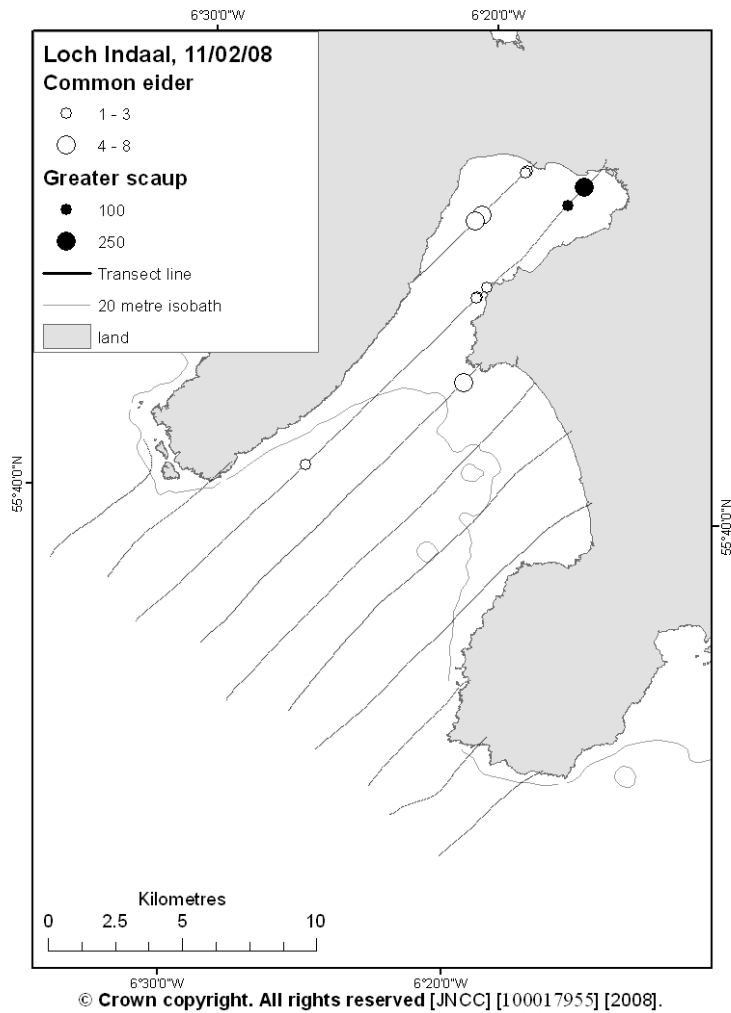 6°30'0"W 6°20'0"W
Loch Indaal, 11/02/08
Common eider
1 - 3
4 - 8
Greater scaup
100
250
Transect line
20 metre isobath
land
55°40'0"N
55°40'0"N
Kilometres
0 2.5 5 10
6°30'0"W 6°20'0"W
© Crown copyright. All rights reserved [JNCC] [100017955] [2008].